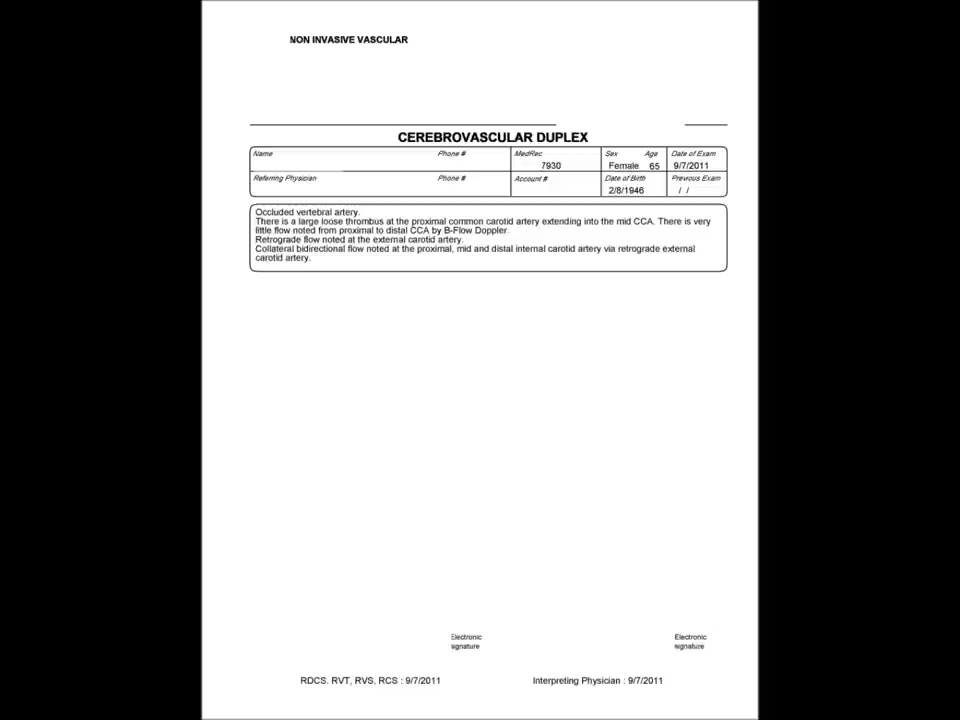 NON INVASIVE VASCULAR
CEREBROVASCULAR DUPLEX
Name Phone # MedRec Sex Age Date of Exam
7930 Female 65 9/7/2011
Referring Physician Phone # Account # Date of Birth Previous Exam
2/8/1946 / /
Occluded vertebral artery.
There is a large loose thrombus at the proximal common carotid artery extending into the mid CCA. There is very
little flow noted from proximal to distal CCA by B-Flow Doppler.
Retrograde flow noted at the external carotid artery.
Collateral bidirectional flow noted at the proximal, mid and distal internal carotid artery via retrograde external
carotid artery.
Electronic Electronic
signature signature
RDCS. RVT, RVS, RCS : 9/7/2011 Interpreting Physician : 9/7/2011